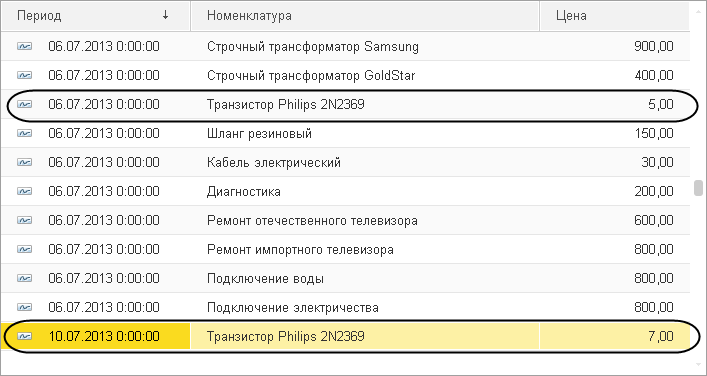 Период ↓ Номенклатура Цена
06.07.2013 0:00:00 Строчный трансформатор Samsung 900,00
06.07.2013 0:00:00 Строчный трансформатор GoldStar 400,00
06.07.2013 0:00:00 Транзистор Philips 2N2369 5,00
06.07.2013 0:00:00 Шланг резиновый 150,00
06.07.2013 0:00:00 Кабель электрический 30,00
06.07.2013 0:00:00 Диагностика 200,00
06.07.2013 0:00:00 Ремонт отечественного телевизора 600,00
06.07.2013 0:00:00 Ремонт импортного телевизора 800,00
06.07.2013 0:00:00 Подключение воды 800,00
06.07.2013 0:00:00 Подключение электричества 800,00
10.07.2013 0:00:00 Транзистор Philips 2N2369 7,00